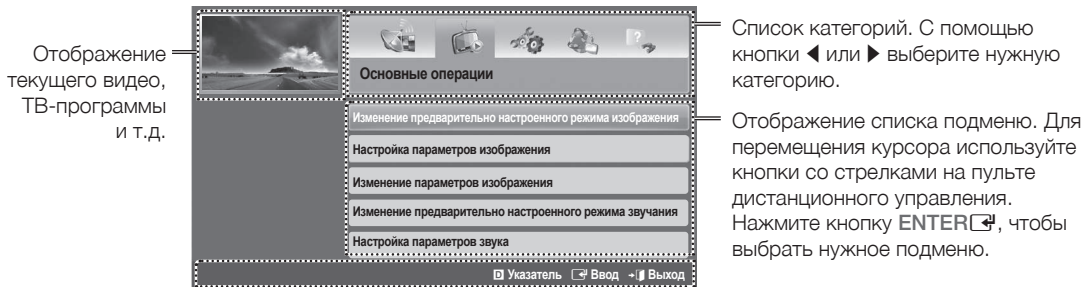 Отображение
текущего видео,
ТВ-программы
и т.д.
Основные операции
Изменение предварительно настроенного режима изображения
Настройка параметров изображения
Изменение параметров изображения
Изменение предварительно настроенного режима звучания
Настройка параметров звука
D Указатель Ввод Выход
Список категорий. С помощью
кнопки ◀ или ▶ выберите нужную
категорию.
Отображение списка подменю. Для
перемещения курсора используйте
кнопки со стрелками на пульте
дистанционного управления.
Нажмите кнопку ENTER, чтобы
выбрать нужное подменю.